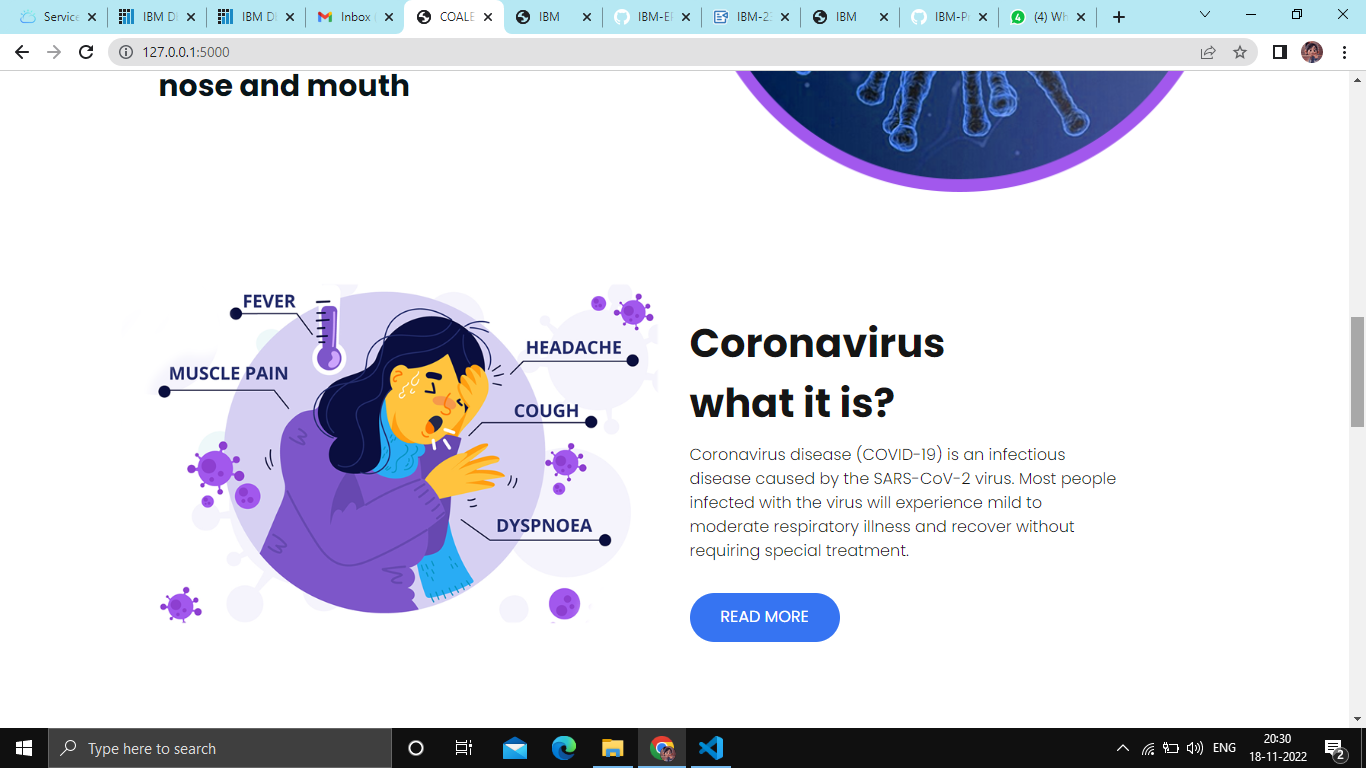 Service
IBM D
IBM D
Inbox
COALE
IBM
IBM-EP
IBM-23
IBM
IBM-Pr
(4) Wh
127.0.0.1:5000
nose and mouth
FEVER
MUSCLE PAIN
HEADACHE
COUGH
DYSPNOEA
Coronavirus
what it is?
Coronavirus disease (COVID-19) is an infectious
disease caused by the SARS-CoV-2 virus. Most people
infected with the virus will experience mild to
moderate respiratory illness and recover without
requiring special treatment.
READ MORE
Type here to search
ENG
20:30
18-11-2022
2